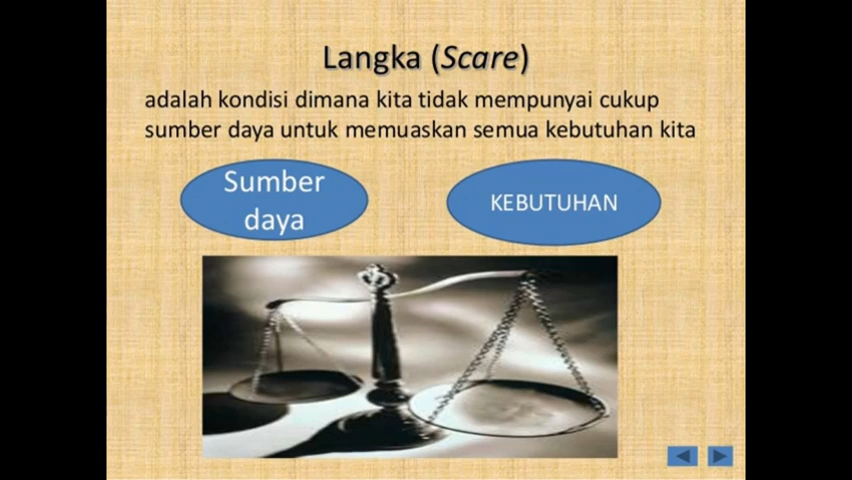 Langka (Scare)
adalah kondisi dimana kita tidak mempunyai cukup
sumber daya untuk memuaskan semua kebutuhan kita
Sumber
daya
KEBUTUHAN